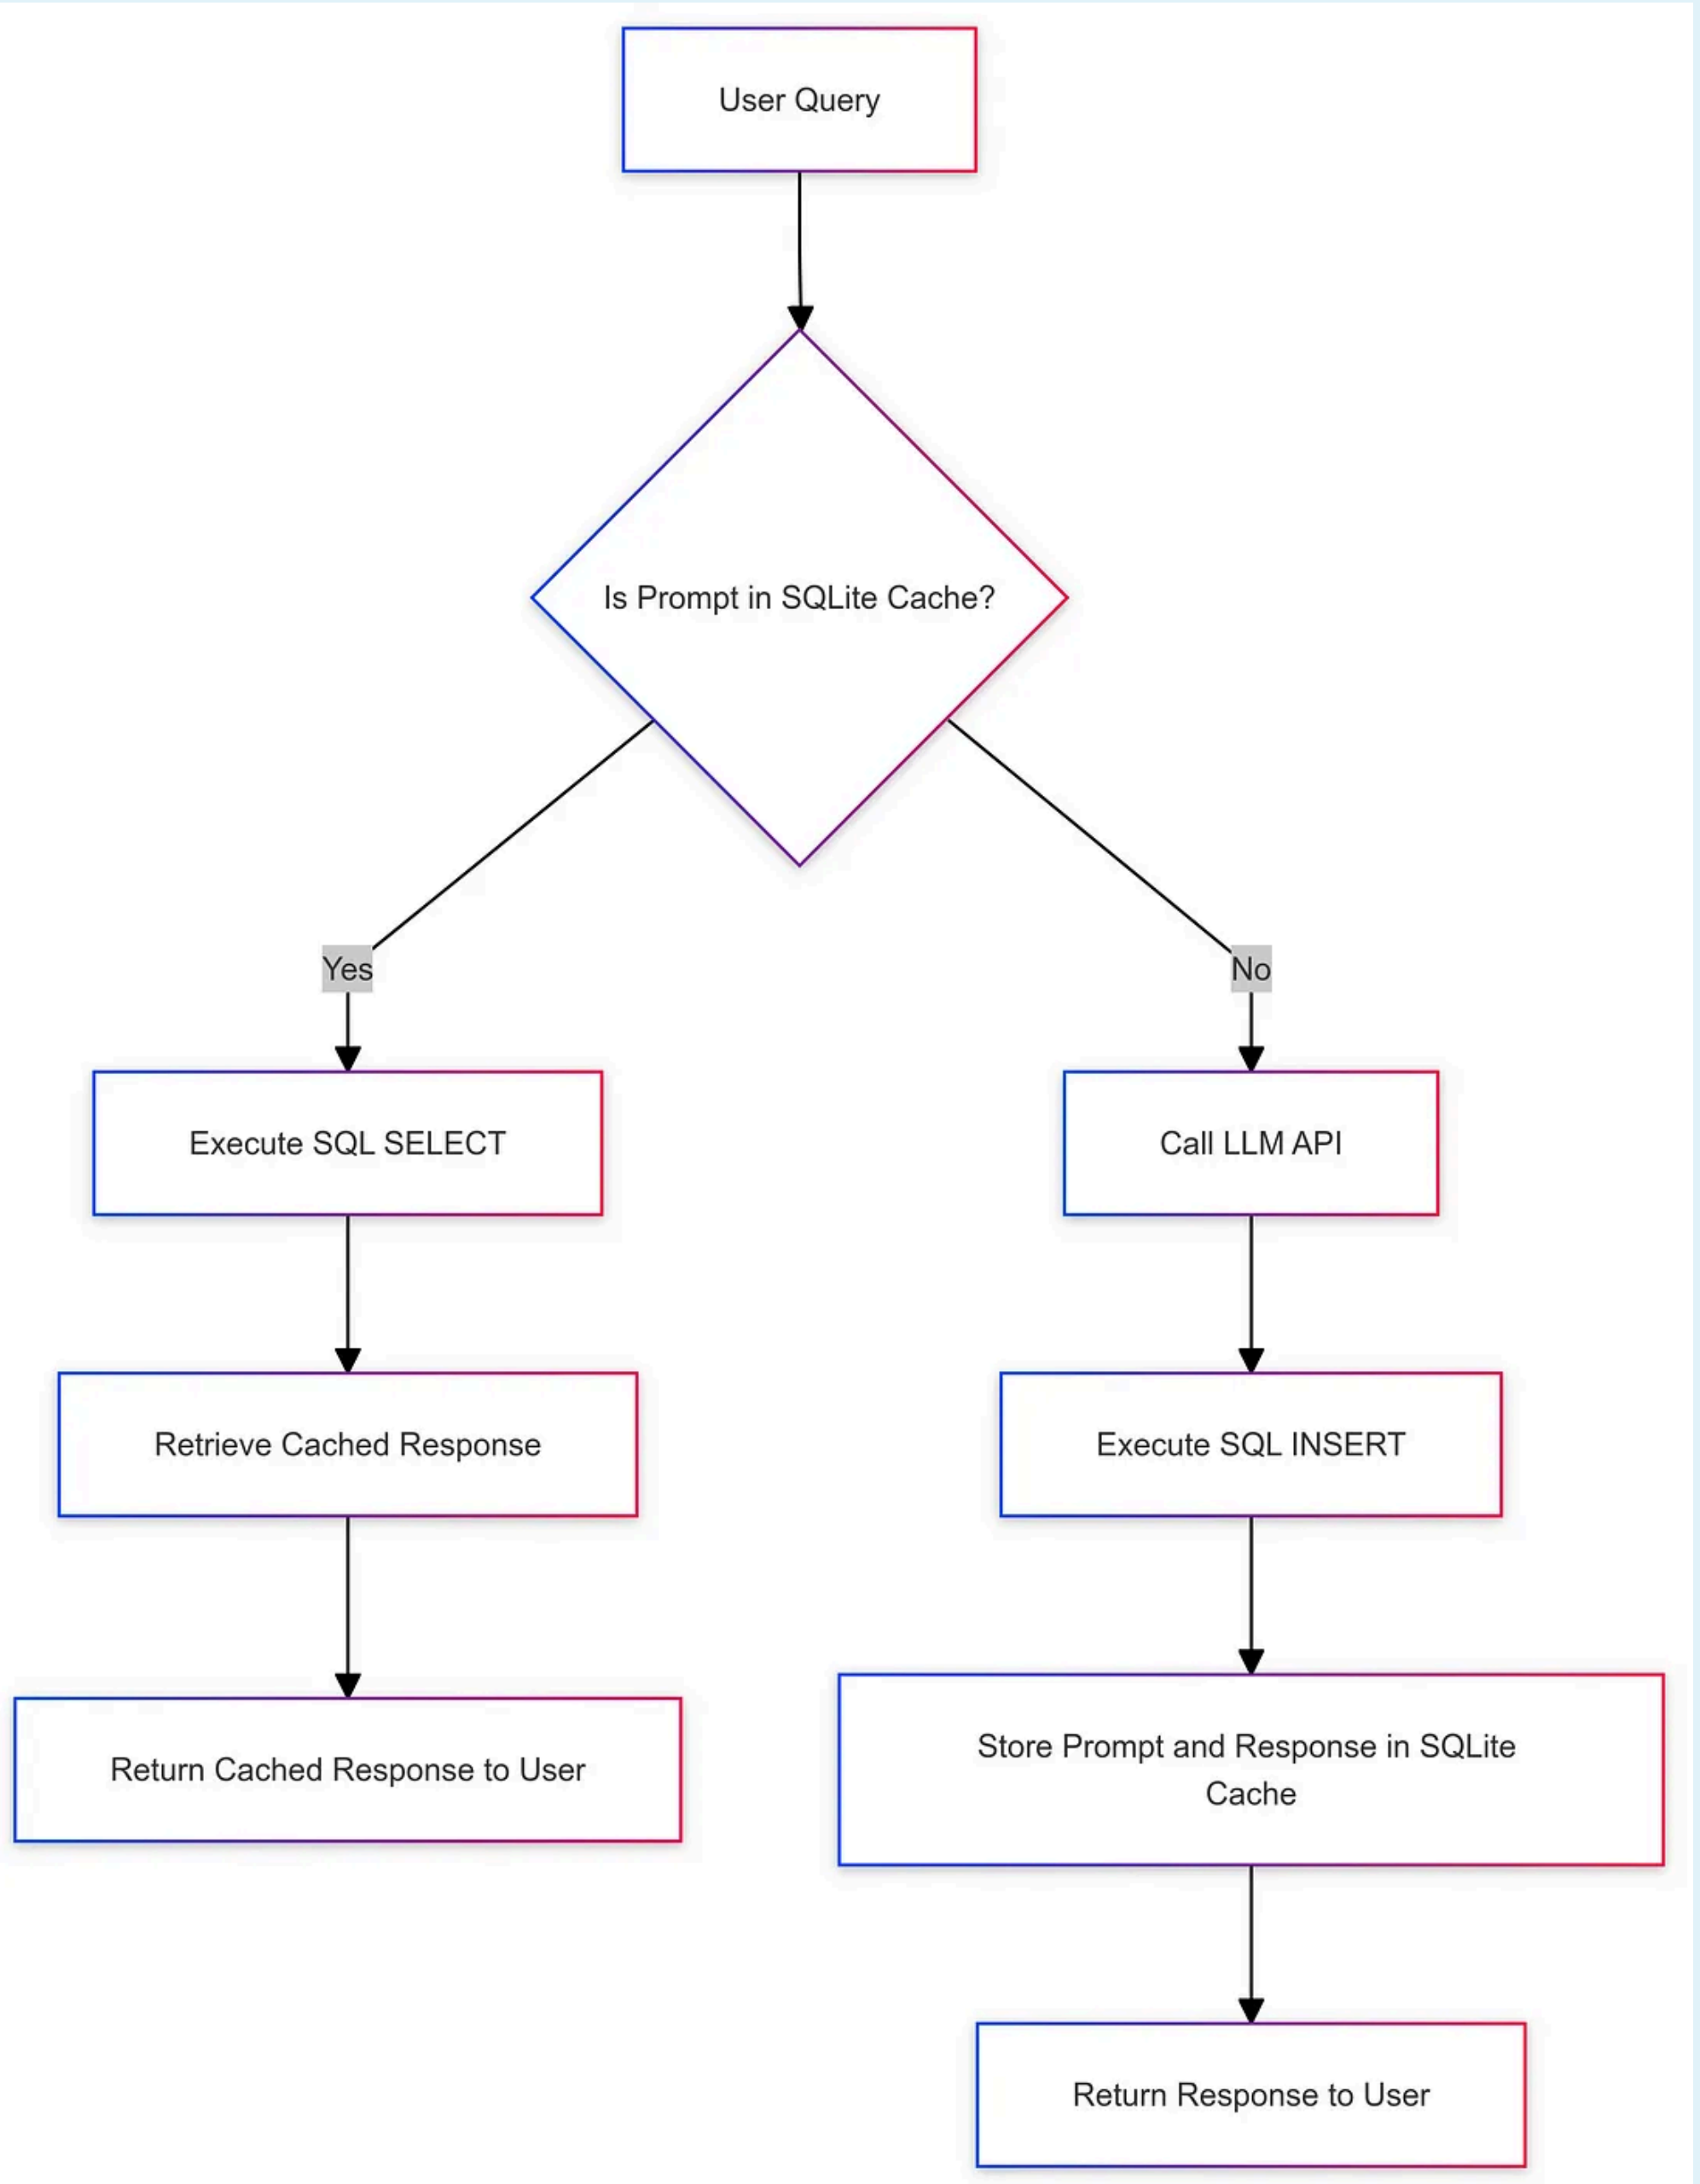 User Query
Is Prompt in SQLite Cache?
Yes
No
Execute SQL SELECT
Call LLM API
Retrieve Cached Response
Execute SQL INSERT
Return Cached Response to User
Store Prompt and Response in SQLite
Cache
Return Response to User